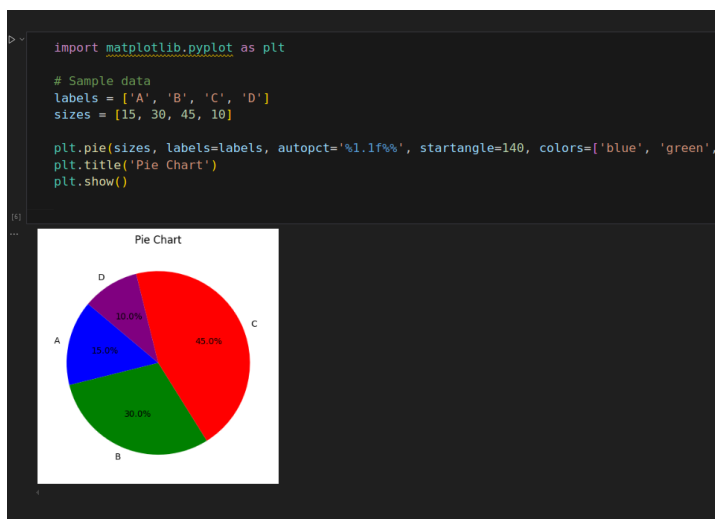 import matplotlib.pyplot as plt
# Sample data
labels = ['A', 'B', 'C', 'D']
sizes = [15, 30, 45, 10]
plt.pie(sizes, labels=labels, autopct='%1.1f%%', startangle=140, colors=['blue', 'green',
plt.title('Pie Chart')
plt.show()
[6]
...
Pie Chart
D
10.0%
C
45.0%
A
15.0%
30.0%
B